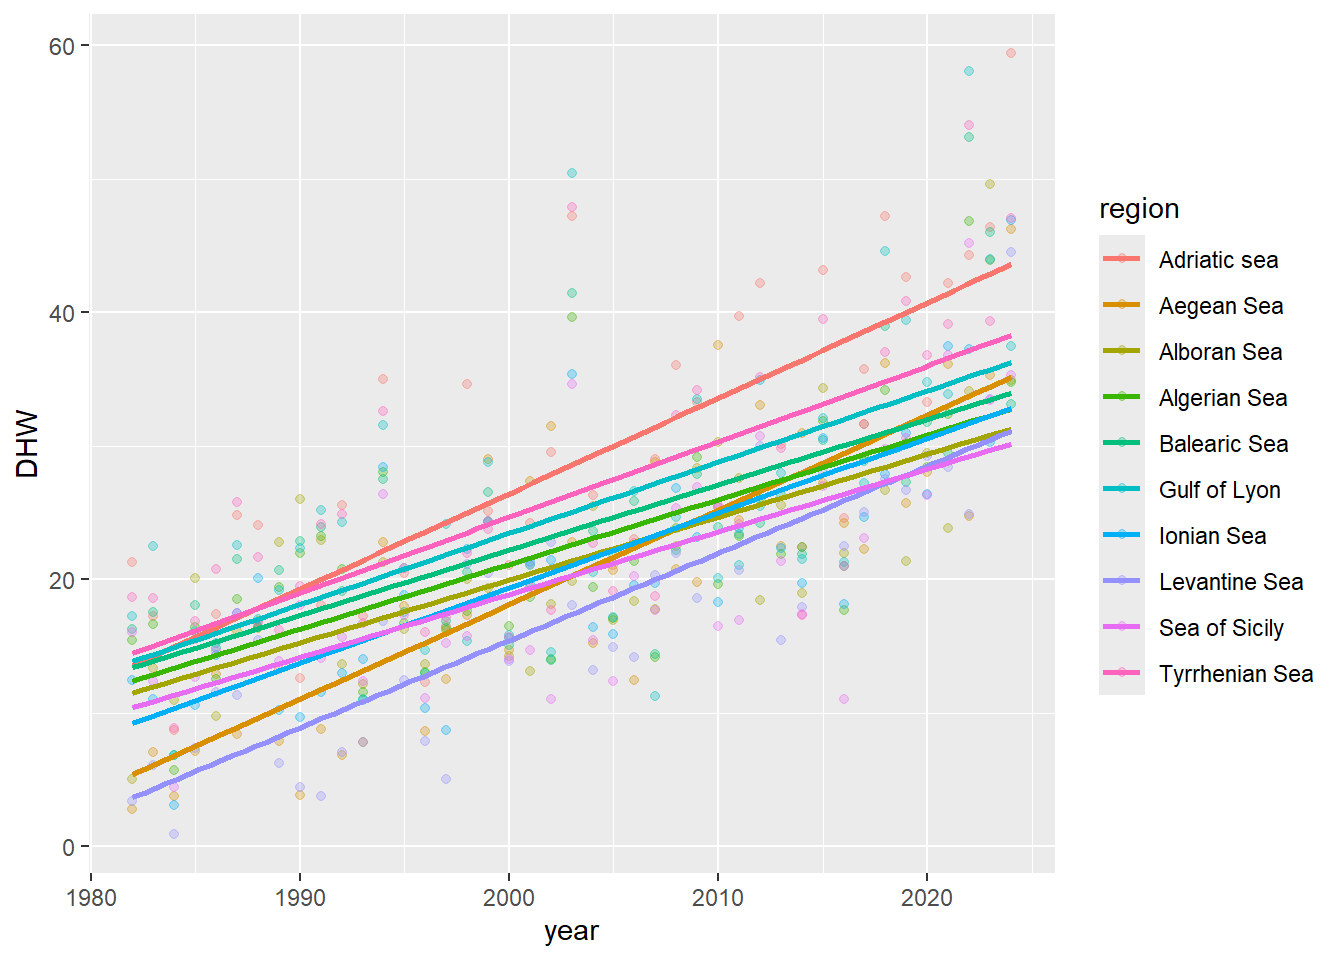 60
40
20
0
DHW
1980 1990 2000 2010 2020
year
region
Adriatic sea
Aegean Sea
Alboran Sea
Algerian Sea
Balearic Sea
Gulf of Lyon
Ionian Sea
Levantine Sea
Sea of Sicily
Tyrrhenian Sea